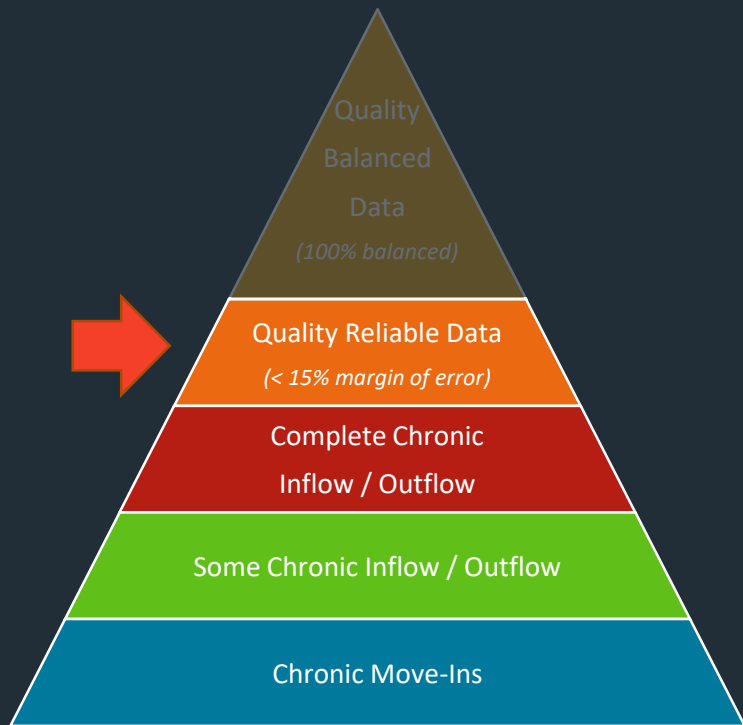 Quality
Balanced
Data
(100% balanced)
Quality Reliable Data
(< 15% margin of error)
Complete Chronic
Inflow / Outflow
Some Chronic Inflow / Outflow
Chronic Move-Ins